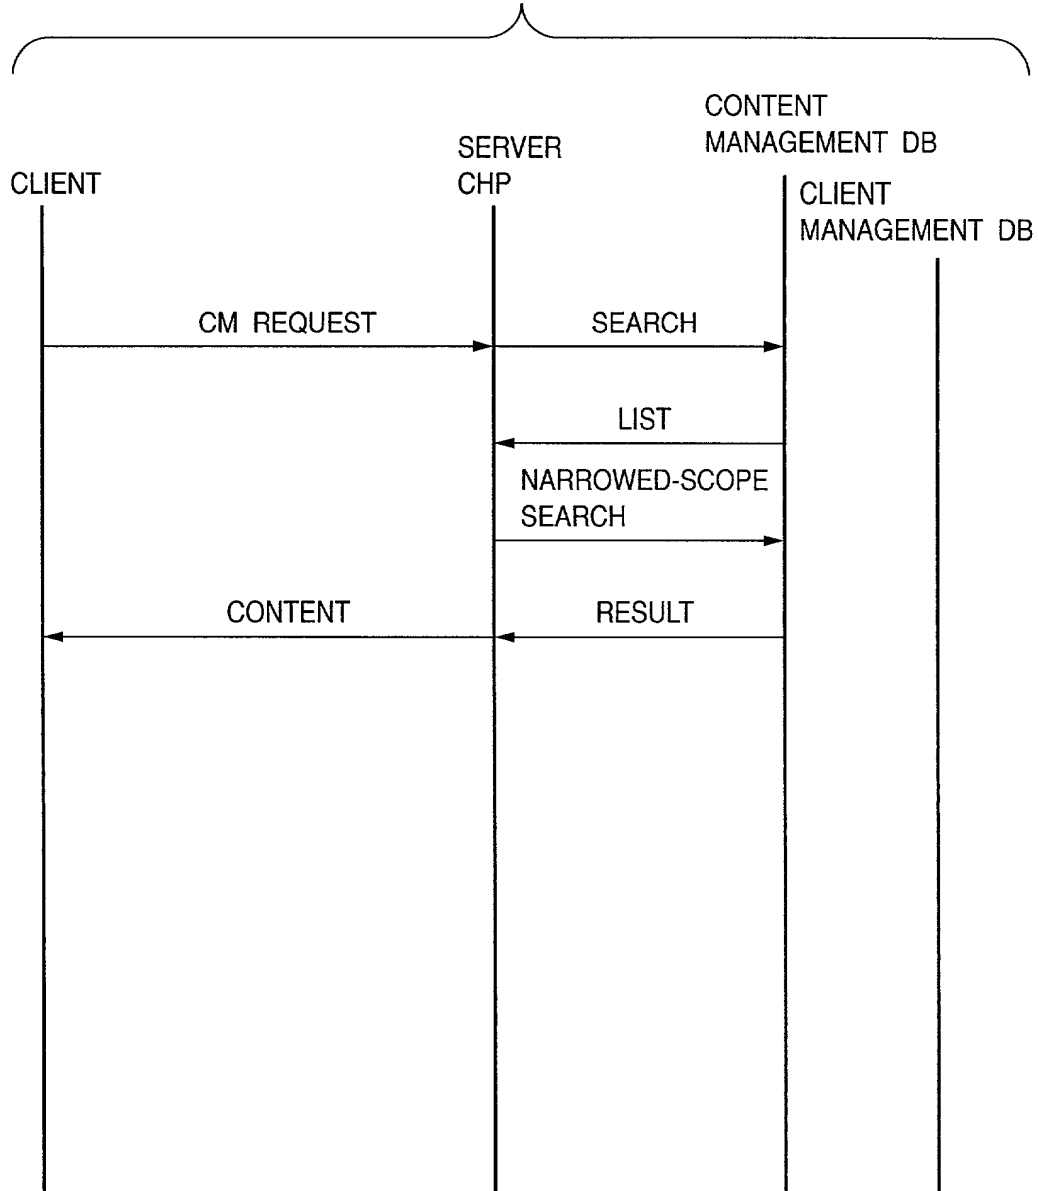 CONTENT
MANAGEMENT DB
SERVER
CHP
CLIENT
CLIENT
MANAGEMENT DB
CM REQUEST
SEARCH
LIST
NARROWED-SCOPE
SEARCH
CONTENT
RESULT